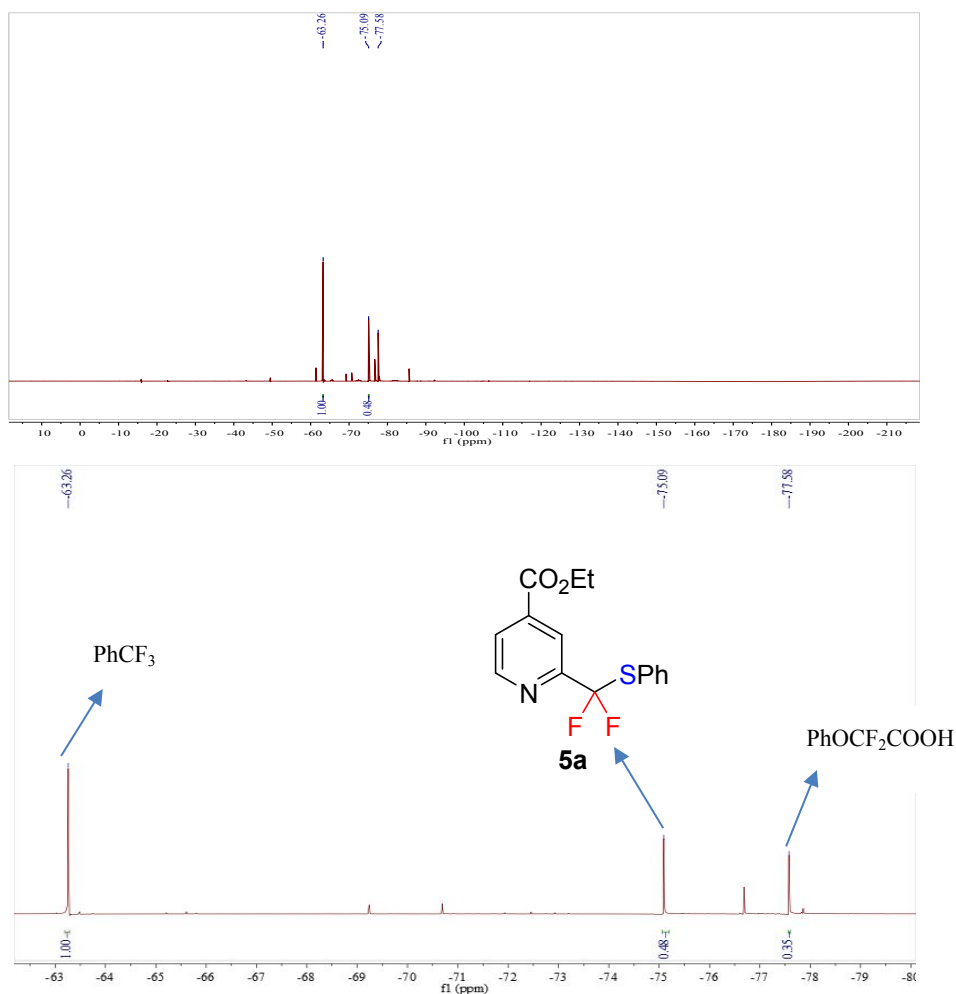 -63.26
-75.09
-77.58
1.00
0.48
10 0 -10 -20 -30 -40 -50 -60 -70 -80 -90 -100 -110 -120 -130 -140 -150 -160 -170 -180 -190 -200 -210
f1 (ppm)
-63.26
-75.09
-77.58
CO2Et
PhCF3
SPh
N
F F
PhOCF2COOH
5a
1.00
0.48
0.35
-63 -64 -65 -66 -67 -68 -69 -70 -71 -72 -73 -74 -75 -76 -77 -78 -79 -80
f1 (ppm)